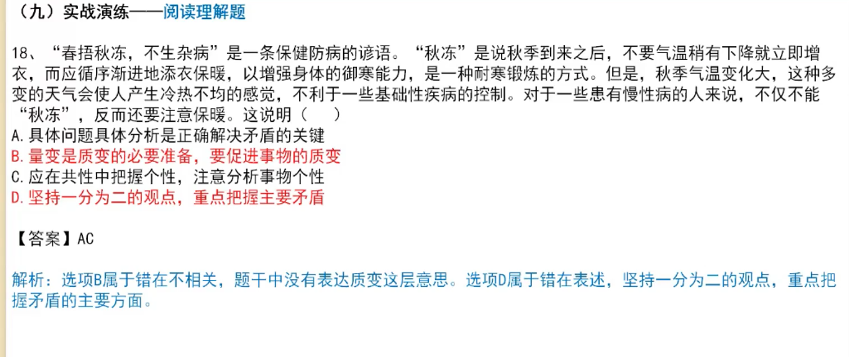 （九）实战演练——阅读理解题
18、“春捂秋冻，不生杂病”是一条保健防病的谚语。“秋冻”是说秋季到来之后，不要气温稍有下降就立即增
衣，而应循序渐进地添衣保暖，以增强身体的御寒能力，是一种耐寒锻炼的方式。但是，秋季气温变化大，这种多
变的天气会使人产生冷热不均的感觉，不利于一些基础性疾病的控制。对于一些患有慢性病的人来说，不仅不能
“秋冻”，反而还要注意保暖。这说明（　　）
A.具体问题具体分析是正确解决矛盾的关键
B.量变是质变的必要准备，要促进事物的质变
C.应在共性中把握个性，注意分析事物个性
D.坚持一分为二的观点，重点把握主要矛盾
【答案】AC
解析：选项B属于错在不相关，题干中没有表达质变这层意思。选项D属于错在表述，坚持一分为二的观点，重点把
握矛盾的主要方面。